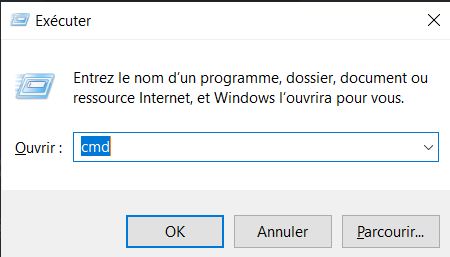 Exécuter
Entrez le nom d’un programme, dossier, document ou
ressource Internet, et Windows l’ouvrira pour vous.
Ouvrir : cmd
OK Annuler Parcourir...